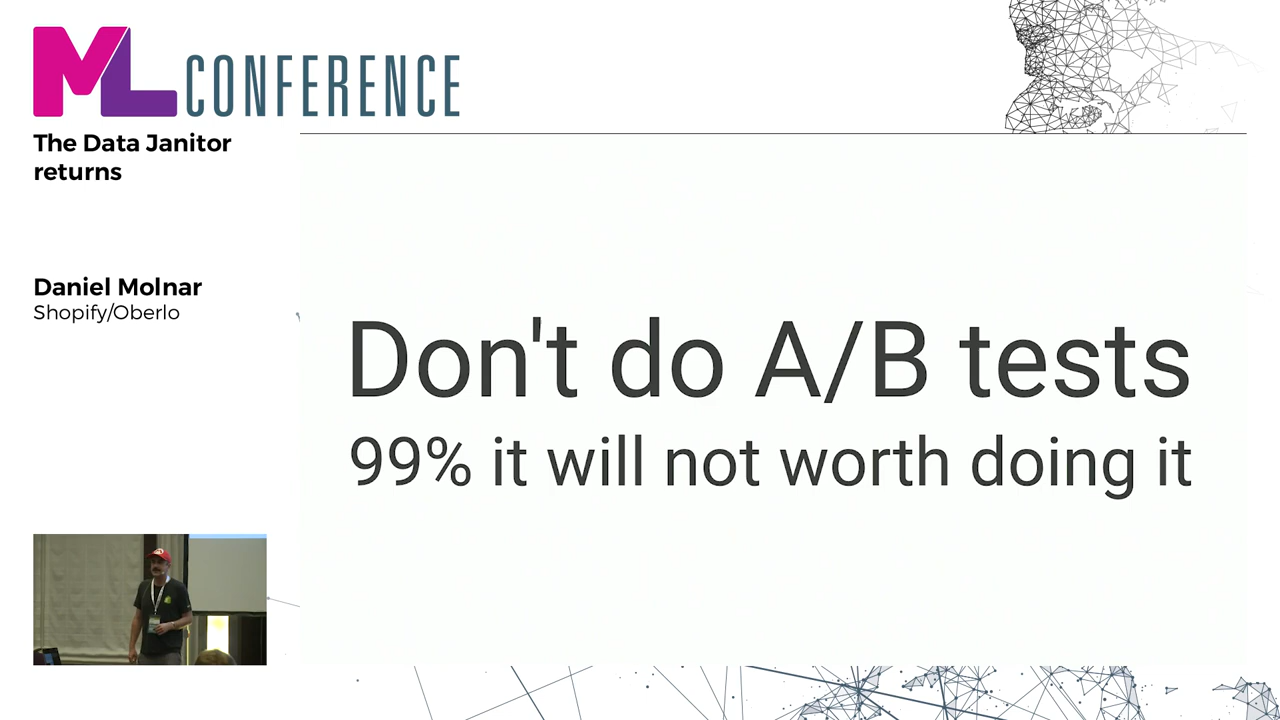 ML CONFERENCE
The Data Janitor
returns
Daniel Molnar
Shopify/Oberlo
Don't do A/B tests
99% it will not worth doing it